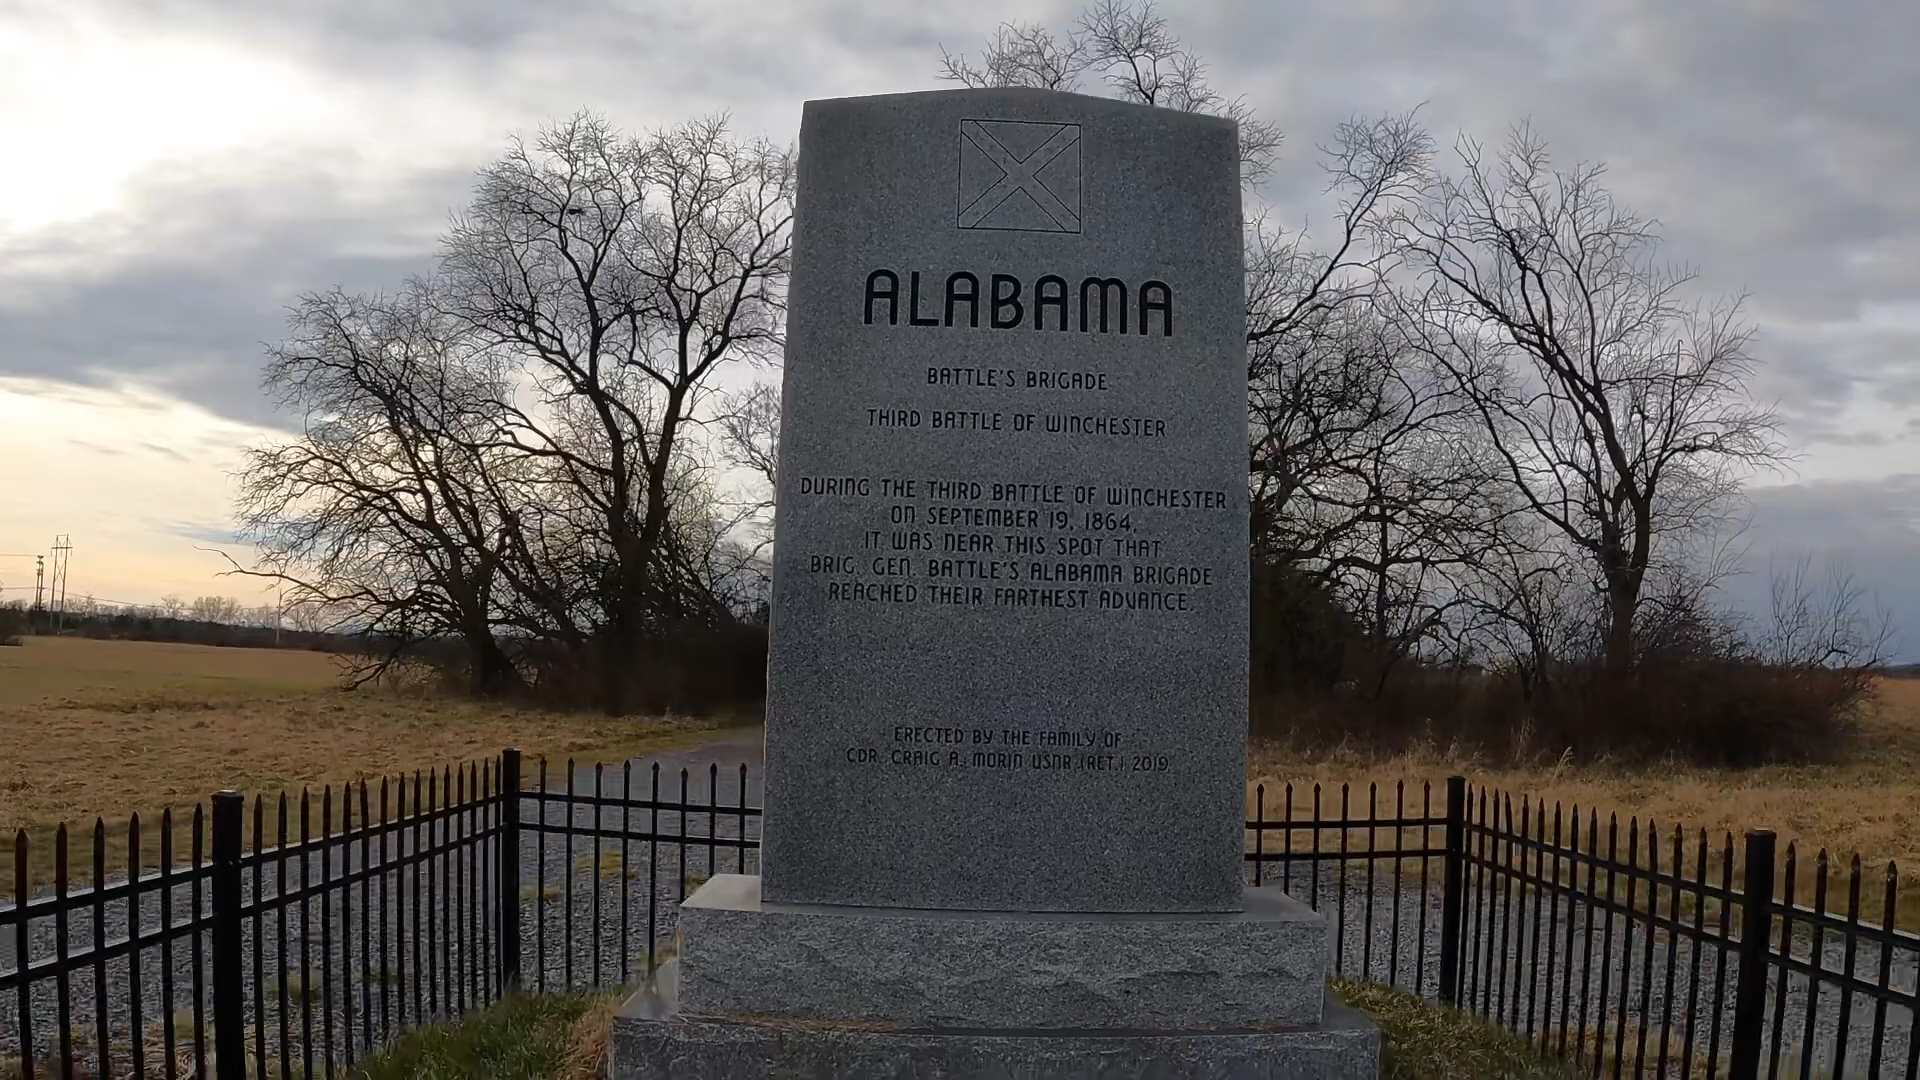 ALABAMA
BATTLE'S BRIGADE
THIRD BATTLE OF WINCHESTER
DURING THE THIRD BATTLE OF WINCHESTER
ON SEPTEMBER 19, 1864,
IT WAS NEAR THIS SPOT THAT
BRIG. GEN. BATTLE'S ALABAMA BRIGADE
REACHED THEIR FARTHEST ADVANCE.
ERECTED BY THE FAMILY OF
CDR. CRAIG A. MORIN USNR (RET.) 2019